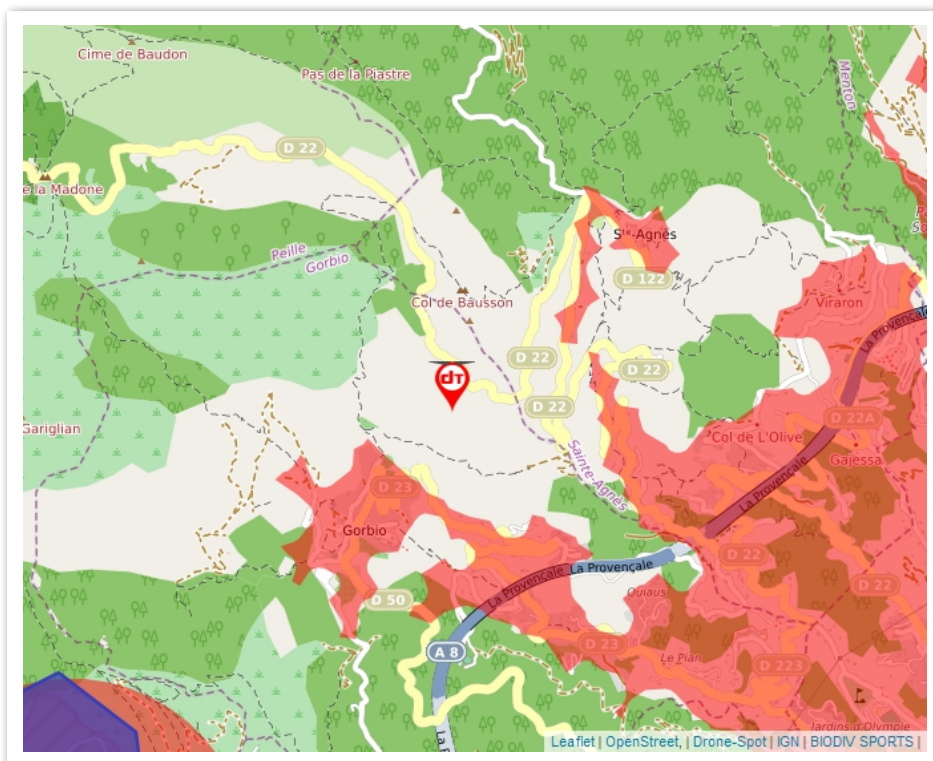 Cime de Baudon
Pas de la Piastre
Menton
D 22
e la Madone
Ste-Agnès
Peille
Gorbio
D 122
Col de Bausson
Viraron
La Provençale
D 22
D 22
dT
D 22
D 22A
Gariglian
Col de L'Olive
Gajessa
Sainte-Agnès
La Provençale
D 23
Gorbio
D 22
La Provençale
La Provençale
D 22
Quiaus
D 50
D 23
Le Pian
A 8
D 223
Jardins d'Olympie
Leaflet | OpenStreet, | Drone-Spot | IGN | BIODIV SPORTS |